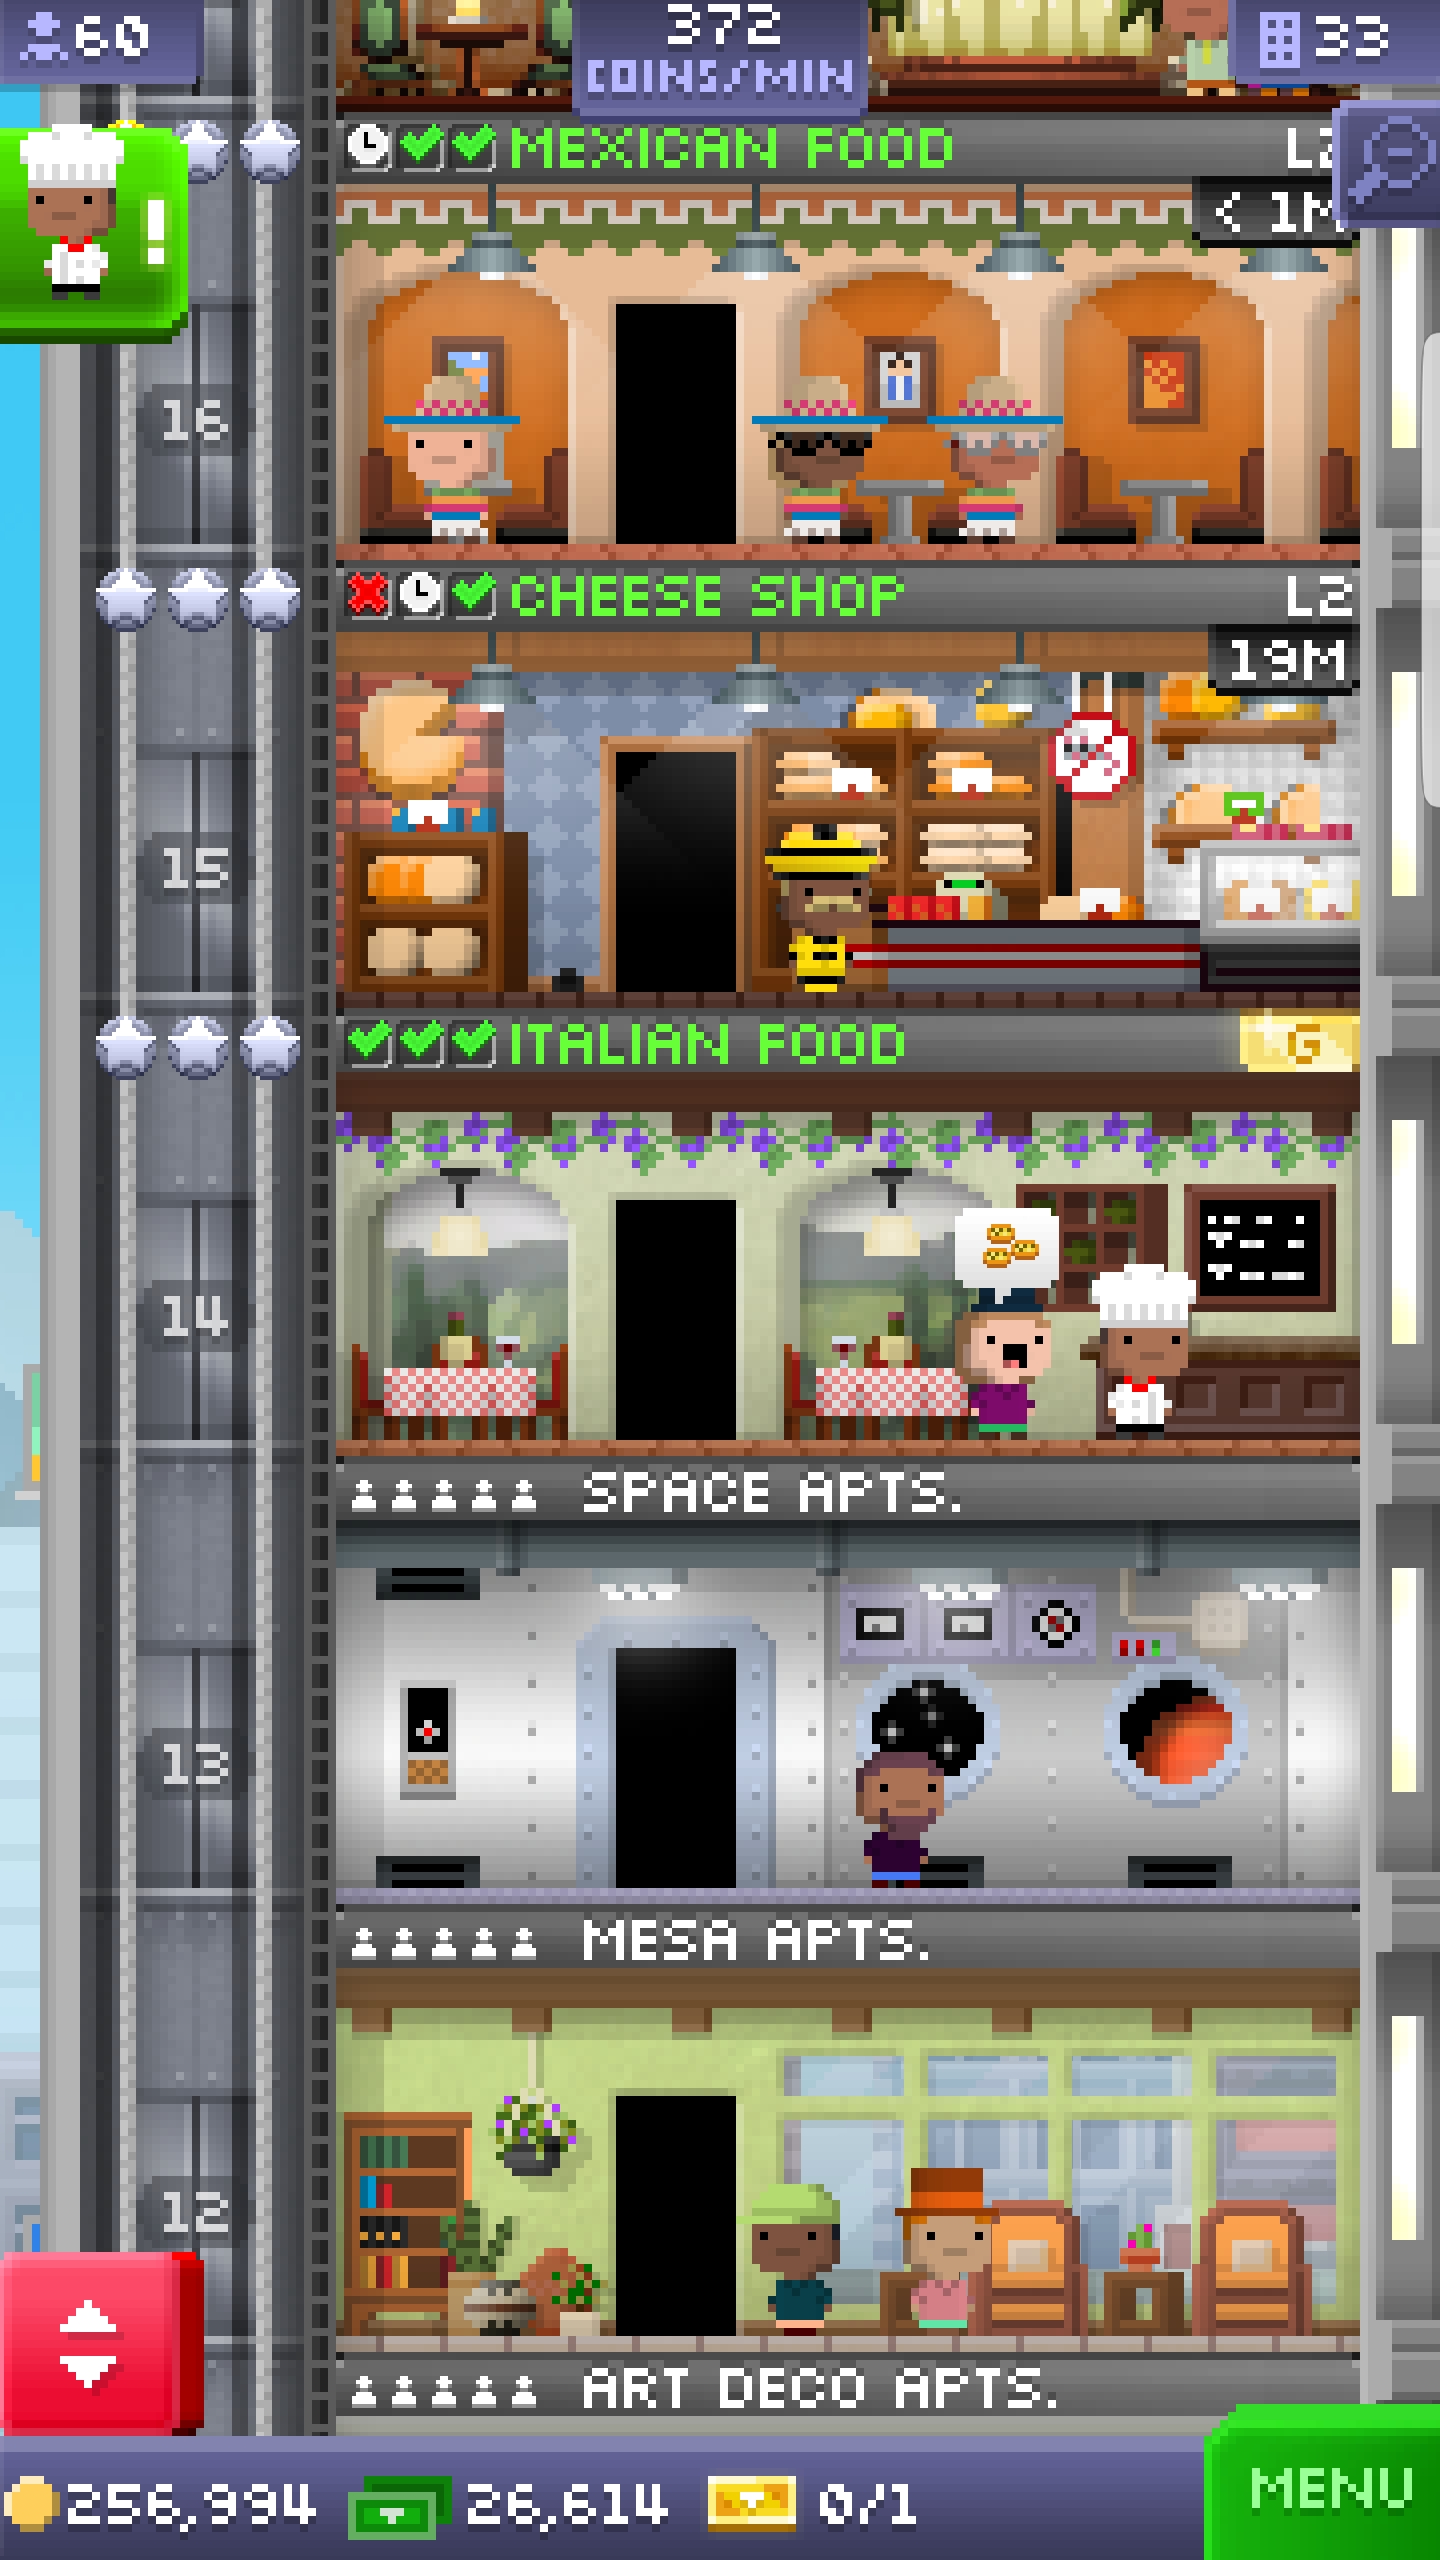 60
372
COINS/MIN
33
MEXICAN FOOD
L2
< 1M
16
CHEESE SHOP
L2
19M
15
ITALIAN FOOD
G
14
SPACE APTS.
13
MESA APTS.
12
ART DECO APTS.
256,994
26,614
0/1
MENU